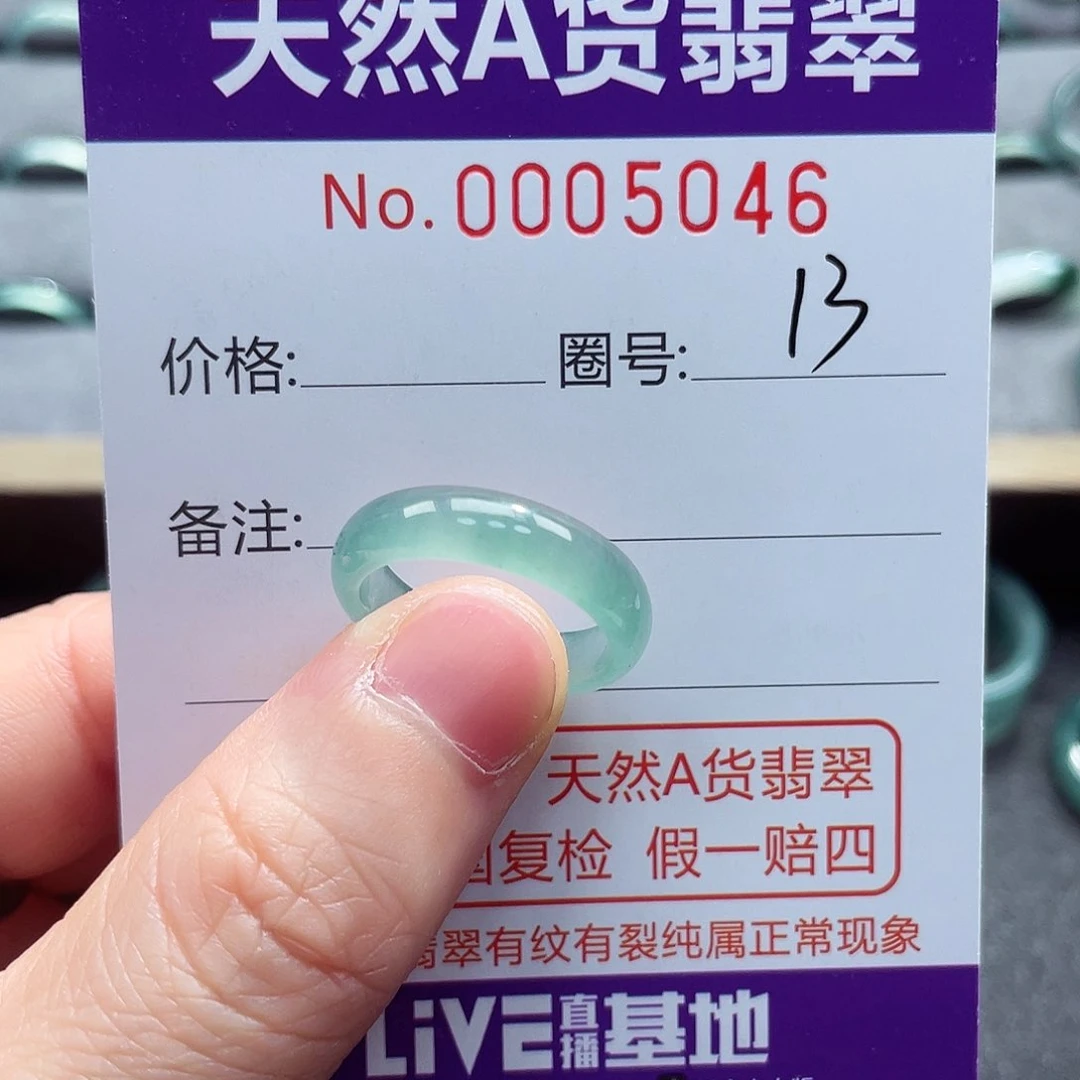 天然A货翡翠
No.0005046
价格: 圈号: 13
备注:
天然A货翡翠
复检 假一赔四
翡翠有纹有裂纯属正常现象
LiVE直播基地